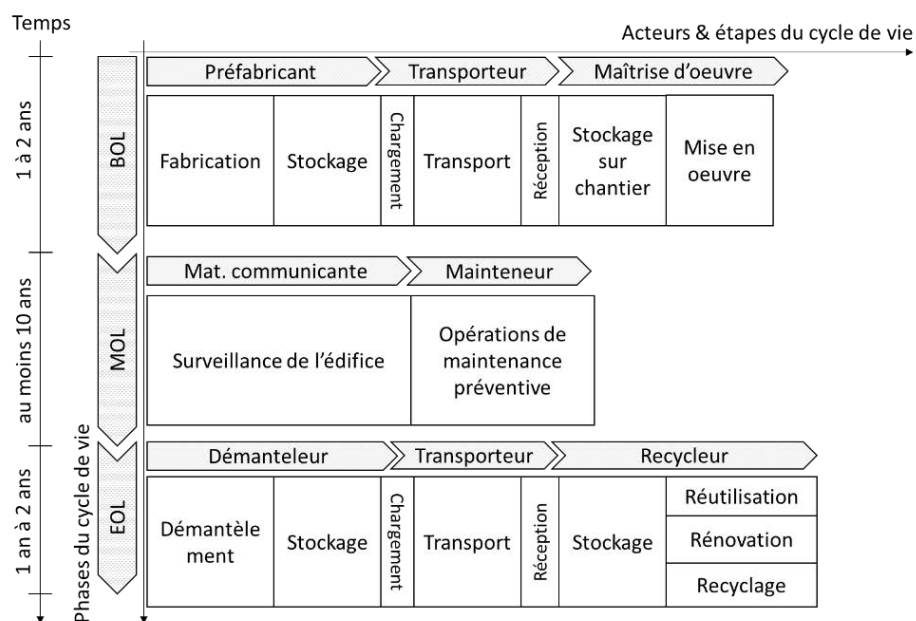 Temps
Acteurs & étapes du cycle de vie
Préfabricant
Transporteur
Maîtrise d'oeuvre
1 à 2 ans
BOL
Fabrication
Stockage
Chargement
Transport
Réception
Stockage
sur
chantier
Mise en
oeuvre
Mat. communicante
Mainteneur
au moins 10 ans
MOL
Surveillance de l'édifice
Opérations de
maintenance
préventive
Démanteleur
Transporteur
Recycleur
1 an à 2 ans
Phases du cycle de vie
EOL
Démantèle
ment
Stockage
Chargement
Transport
Réception
Stockage
Réutilisation
Rénovation
Recyclage